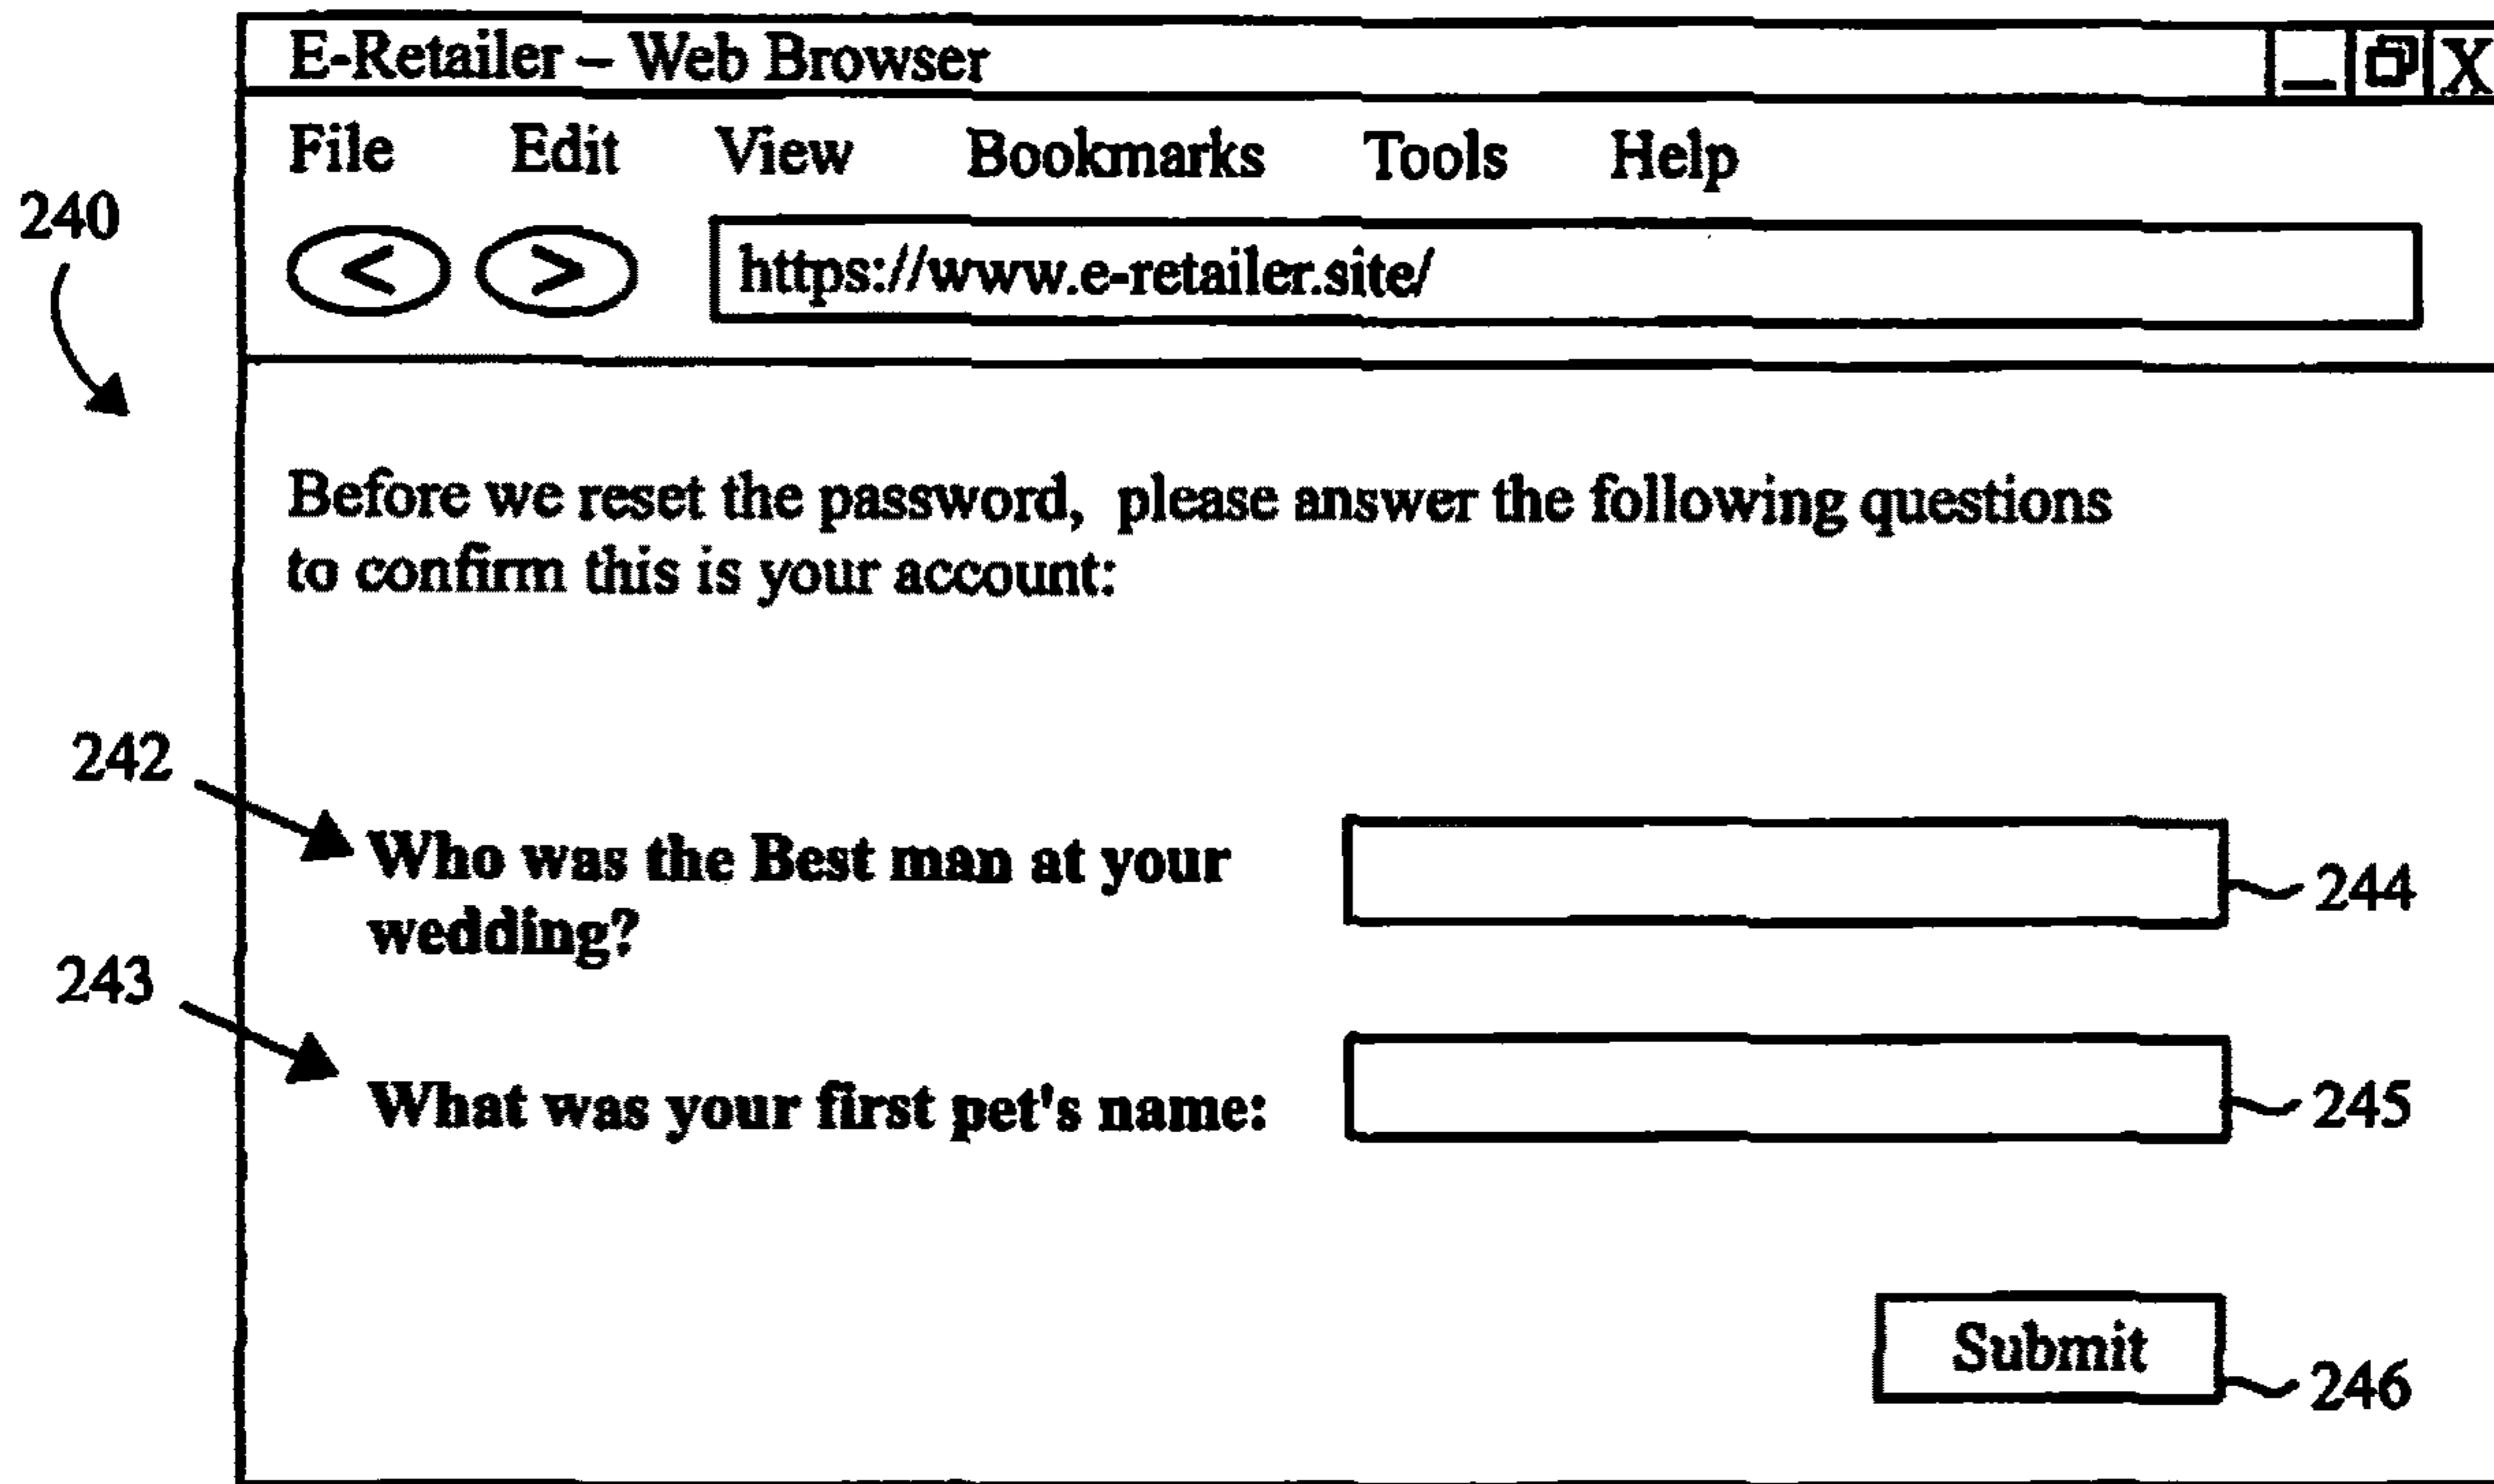 E-Retailer – Web Browser
_ X
File Edit View Bookmarks Tools Help
240
< > https://www.e-retailer.site/
Before we reset the password, please answer the following questions
to confirm this is your account:
242
Who was the Best man at your
wedding?
244
243
What was your first pet's name:
245
Submit
246